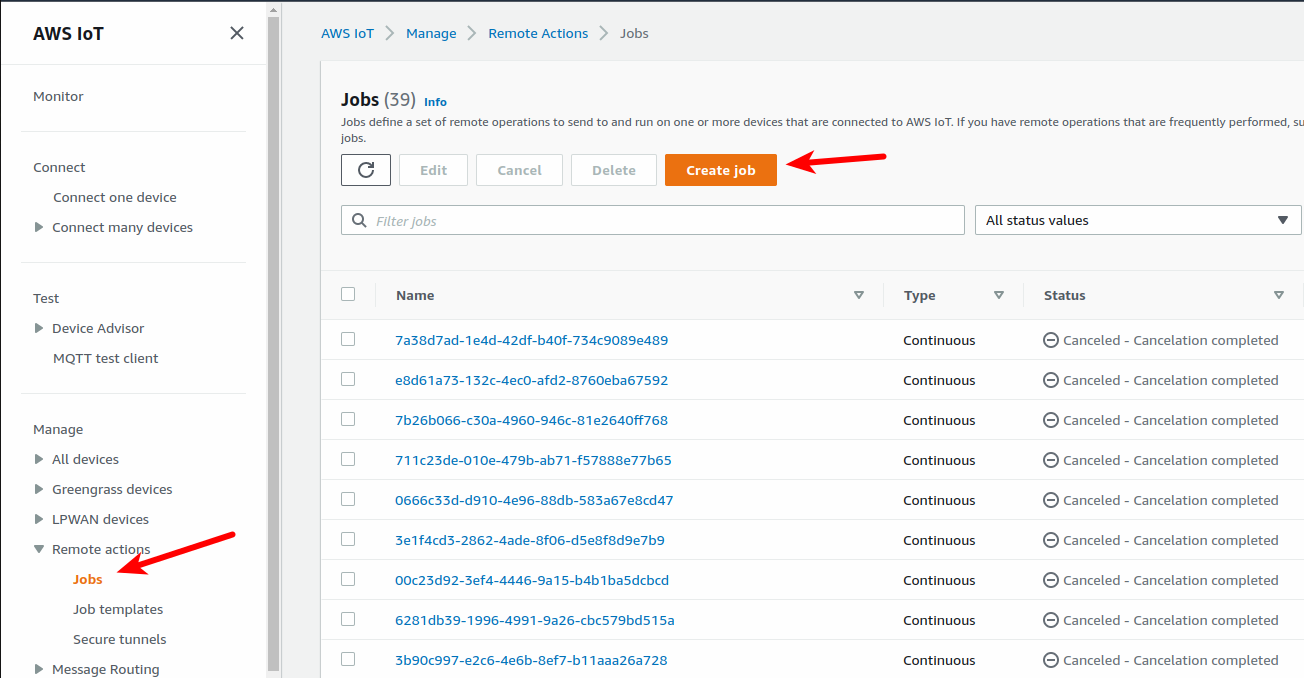 AWS IoT
Monitor
Connect
Connect one device
Connect many devices
Test
Device Advisor
MQTT test client
Manage
All devices
Greengrass devices
LPWAN devices
Remote actions
Jobs
Job templates
Secure tunnels
Message Routing
AWS IoT Manage Remote Actions Jobs
Jobs (39) Info
Jobs define a set of remote operations to send to and run on one or more devices that are connected to AWS IoT. If you have remote operations that are frequently performed, su
jobs.
Edit Cancel Delete Create job
Filter jobs All status values
Name Type Status
7a38d7ad-1e4d-42df-b40f-734c9089e489 Continuous Canceled - Cancelation completed
e8d61a73-132c-4ec0-afd2-8760eba67592 Continuous Canceled - Cancelation completed
7b26b066-c30a-4960-946c-81e2640ff768 Continuous Canceled - Cancelation completed
711c23de-010e-479b-ab71-f57888e77b65 Continuous Canceled - Cancelation completed
0666c33d-d910-4e96-88db-583a67e8cd47 Continuous Canceled - Cancelation completed
3e1f4cd3-2862-4ade-8f06-d5e8f8d9e7b9 Continuous Canceled - Cancelation completed
00c23d92-3ef4-4446-9a15-b4b1ba5dcbcd Continuous Canceled - Cancelation completed
6281db39-1996-4991-9a26-cbc579bd515a Continuous Canceled - Cancelation completed
3b90c997-e2c6-4e6b-8ef7-b11aaa26a728 Continuous Canceled - Cancelation completed